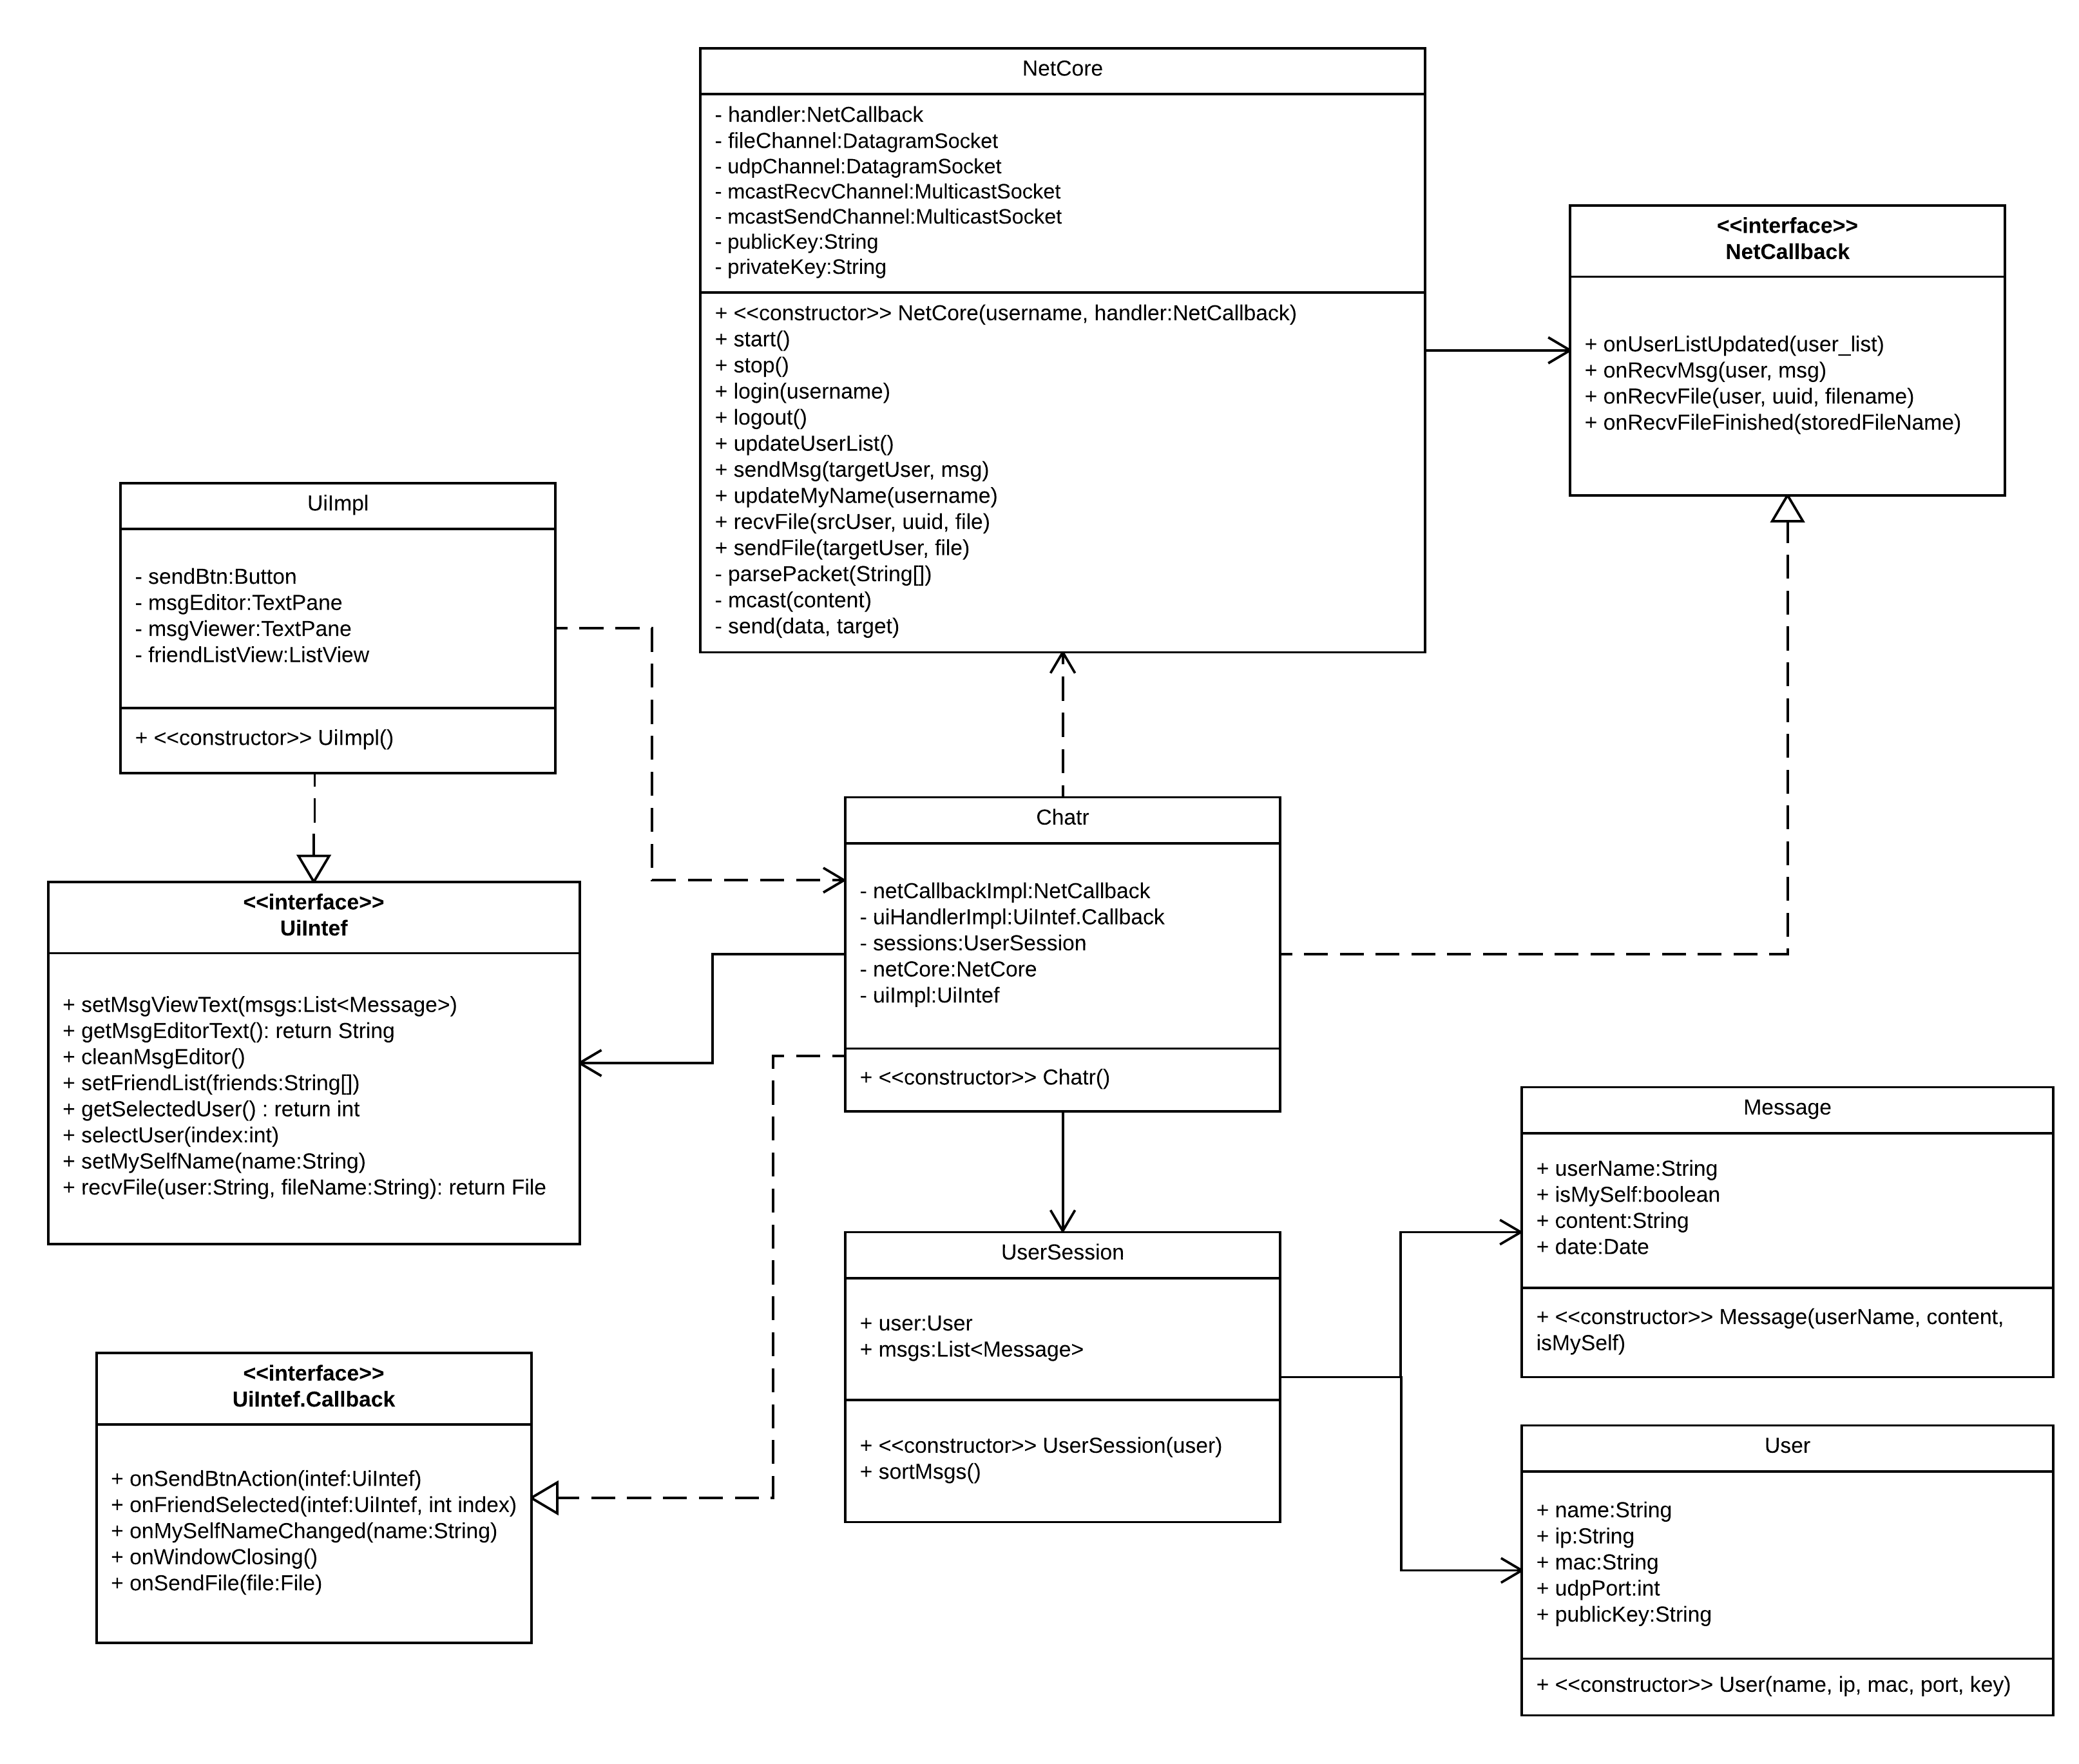 NetCore
- handler:NetCallback
- fileChannel:DatagramSocket
- udpChannel:DatagramSocket
- mcastRecvChannel:MulticastSocket
- mcastSendChannel:MulticastSocket
- publicKey:String
- privateKey:String
+ <<constructor>> NetCore(username, handler:NetCallback)
+ start()
+ stop()
+ login(username)
+ logout()
+ updateUserList()
+ sendMsg(targetUser, msg)
+ updateMyName(username)
+ recvFile(srcUser, uuid, file)
+ sendFile(targetUser, file)
- parsePacket(String[])
- mcast(content)
- send(data, target)
<<interface>>
NetCallback
+ onUserListUpdated(user_list)
+ onRecvMsg(user, msg)
+ onRecvFile(user, uuid, filename)
+ onRecvFileFinished(storedFileName)
UiImpl
- sendBtn:Button
- msgEditor:TextPane
- msgViewer:TextPane
- friendListView:ListView
+ <<constructor>> UiImpl()
Chatr
- netCallbackImpl:NetCallback
- uiHandlerImpl:UiIntef.Callback
- sessions:UserSession
- netCore:NetCore
- uiImpl:UiIntef
+ <<constructor>> Chatr()
<<interface>>
UiIntef
+ setMsgViewText(msgs:List<Message>)
+ getMsgEditorText(): return String
+ cleanMsgEditor()
+ setFriendList(friends:String[])
+ getSelectedUser() : return int
+ selectUser(index:int)
+ setMySelfName(name:String)
+ recvFile(user:String, fileName:String): return File
Message
+ userName:String
+ isMySelf:boolean
+ content:String
+ date:Date
+ <<constructor>> Message(userName, content,
isMySelf)
UserSession
+ user:User
+ msgs:List<Message>
+ <<constructor>> UserSession(user)
+ sortMsgs()
<<interface>>
UiIntef.Callback
+ onSendBtnAction(intef:UiIntef)
+ onFriendSelected(intef:UiIntef, int index)
+ onMySelfNameChanged(name:String)
+ onWindowClosing()
+ onSendFile(file:File)
User
+ name:String
+ ip:String
+ mac:String
+ udpPort:int
+ publicKey:String
+ <<constructor>> User(name, ip, mac, port, key)